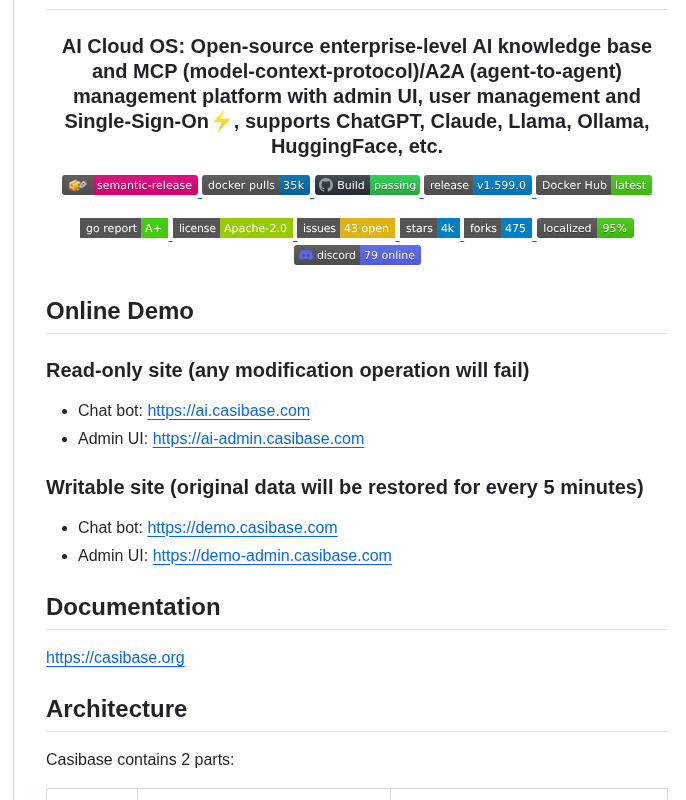 AI Cloud OS: Open-source enterprise-level AI knowledge base
and MCP (model-context-protocol)/A2A (agent-to-agent)
management platform with admin UI, user management and
Single-Sign-On⚡, supports ChatGPT, Claude, Llama, Ollama,
HuggingFace, etc.
semantic-release docker pulls 35k Build passing release v1.599.0 Docker Hub latest
go report A+ license Apache-2.0 issues 43 open stars 4k forks 475 localized 95%
discord 79 online
Online Demo
Read-only site (any modification operation will fail)
• Chat bot: https://ai.casibase.com
• Admin UI: https://ai-admin.casibase.com
Writable site (original data will be restored for every 5 minutes)
• Chat bot: https://demo.casibase.com
• Admin UI: https://demo-admin.casibase.com
Documentation
https://casibase.org
Architecture
Casibase contains 2 parts: